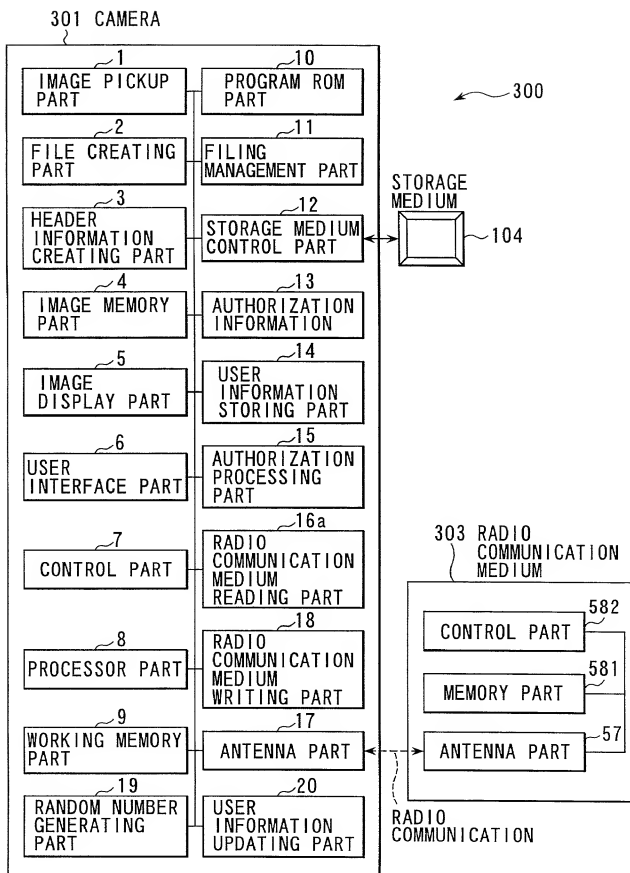 301 CAMERA
1
IMAGE PICKUP
PART
10
PROGRAM ROM
PART
300
2
FILE CREATING
PART
11
FILING
MANAGEMENT PART
3
HEADER
INFORMATION
CREATING PART
12
STORAGE MEDIUM
CONTROL PART
STORAGE
MEDIUM
104
4
IMAGE MEMORY
PART
13
AUTHORIZATION
INFORMATION
5
IMAGE
DISPLAY PART
14
USER
INFORMATION
STORING PART
6
USER
INTERFACE PART
15
AUTHORIZATION
PROCESSING
PART
7
CONTROL PART
16a
RADIO
COMMUNICATION
MEDIUM
READING PART
303 RADIO
COMMUNICATION
MEDIUM
582
CONTROL PART
8
PROCESSOR PART
18
RADIO
COMMUNICATION
MEDIUM
WRITING PART
581
MEMORY PART
9
WORKING MEMORY
PART
17
ANTENNA PART
57
ANTENNA PART
19
RANDOM NUMBER
GENERATING
PART
20
USER
INFORMATION
UPDATING PART
RADIO
COMMUNICATION